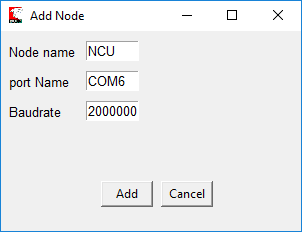 Add Node
Node name NCU
port Name COM6
Baudrate 2000000
Add Cancel